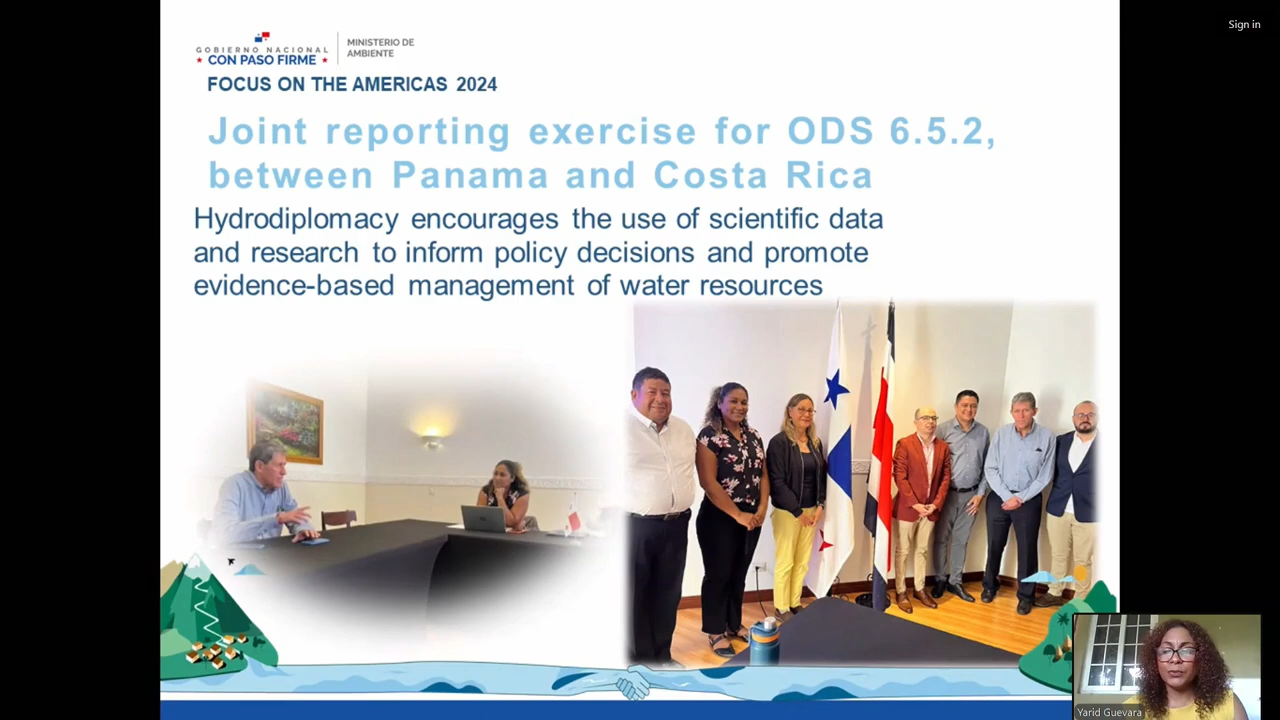 Sign in
GOBIERNO NACIONAL
CON PASO FIRME
MINISTERIO DE
AMBIENTE
FOCUS ON THE AMERICAS 2024
Joint reporting exercise for ODS 6.5.2,
between Panama and Costa Rica
Hydrodiplomacy encourages the use of scientific data
and research to inform policy decisions and promote
evidence-based management of water resources
Yarid Guevara